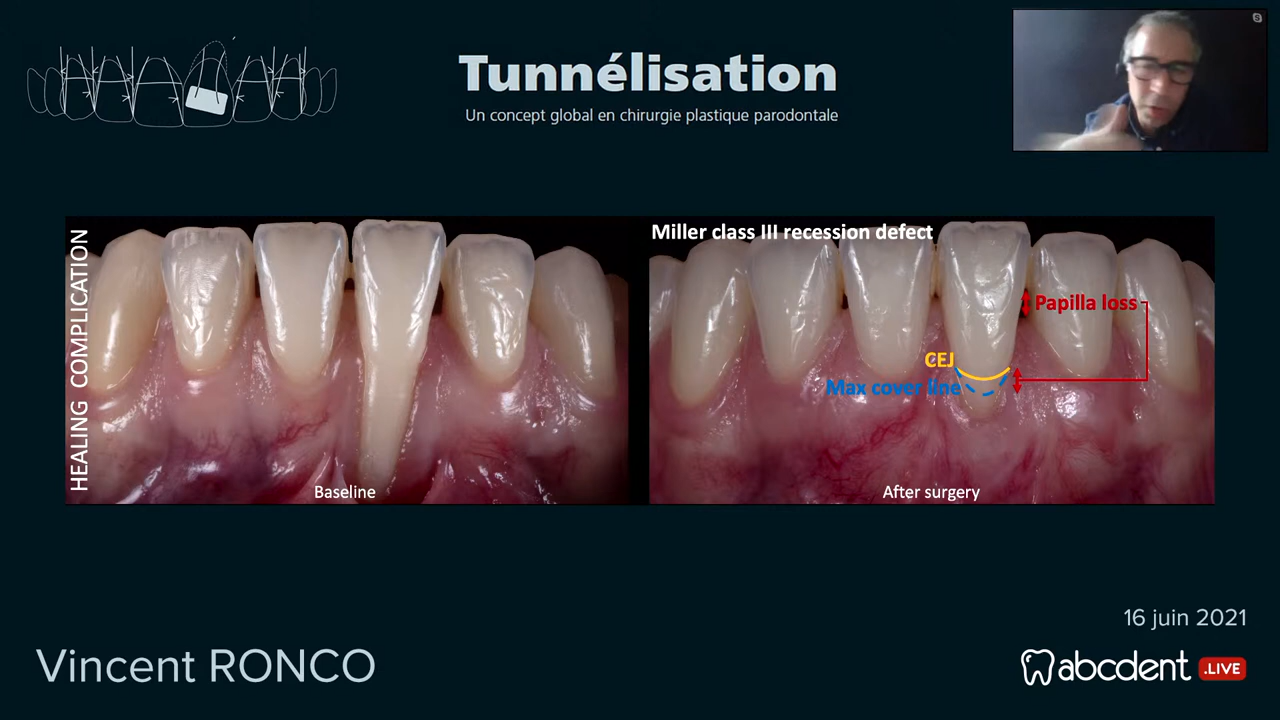 Tunnélisation
Un concept global en chirurgie plastique parodontale
HEALING COMPLICATION
Baseline
Miller class III recession defect
Papilla loss
CEJ
Max cover line
After surgery
16 juin 2021
Vincent RONCO
abcdent .LIVE